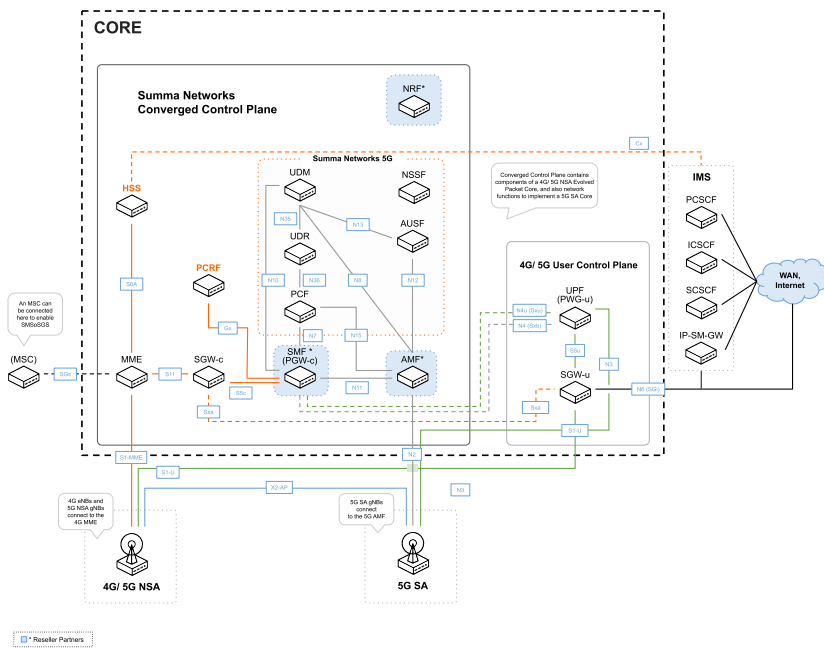 CORE
Summa Networks
Converged Control Plane
NRF*
Cx
Summa Networks 5G
UDM
NSSF
Converged Control Plane contains
components of a 4G/ 5G NSA Evolved
Packet Core, and also network
functions to implement a 5G SA Core
IMS
HSS
PCSCF
N35
N13
AUSF
UDR
ICSCF
4G/ 5G User Control Plane
PCRF
S6A
N10
N36
N8
N12
WAN,
Internet
UPF
(PWG-u)
An MSC can
be connected
here to enable
SMSoSGS
PCF
SCSCF
N4u (Sxu)
N4 (Sxb)
Gx
N7
N15
IP-SM-GW
S5u
N3
(MSC)
SGs
MME
S11
SGW-c
SMF *
(PGW-c)
AMF*
SGW-u
S5c
N11
N6 (SGi)
Sxa
Sxa
S1-U
S1-MME
N2
S1-U
X2-AP
N3
4G eNBs and
5G NSA gNBs
connect to the
4G MME
5G SA gNBs
connect
to the 5G AMF
4G/ 5G NSA
5G SA
* Reseller Partners